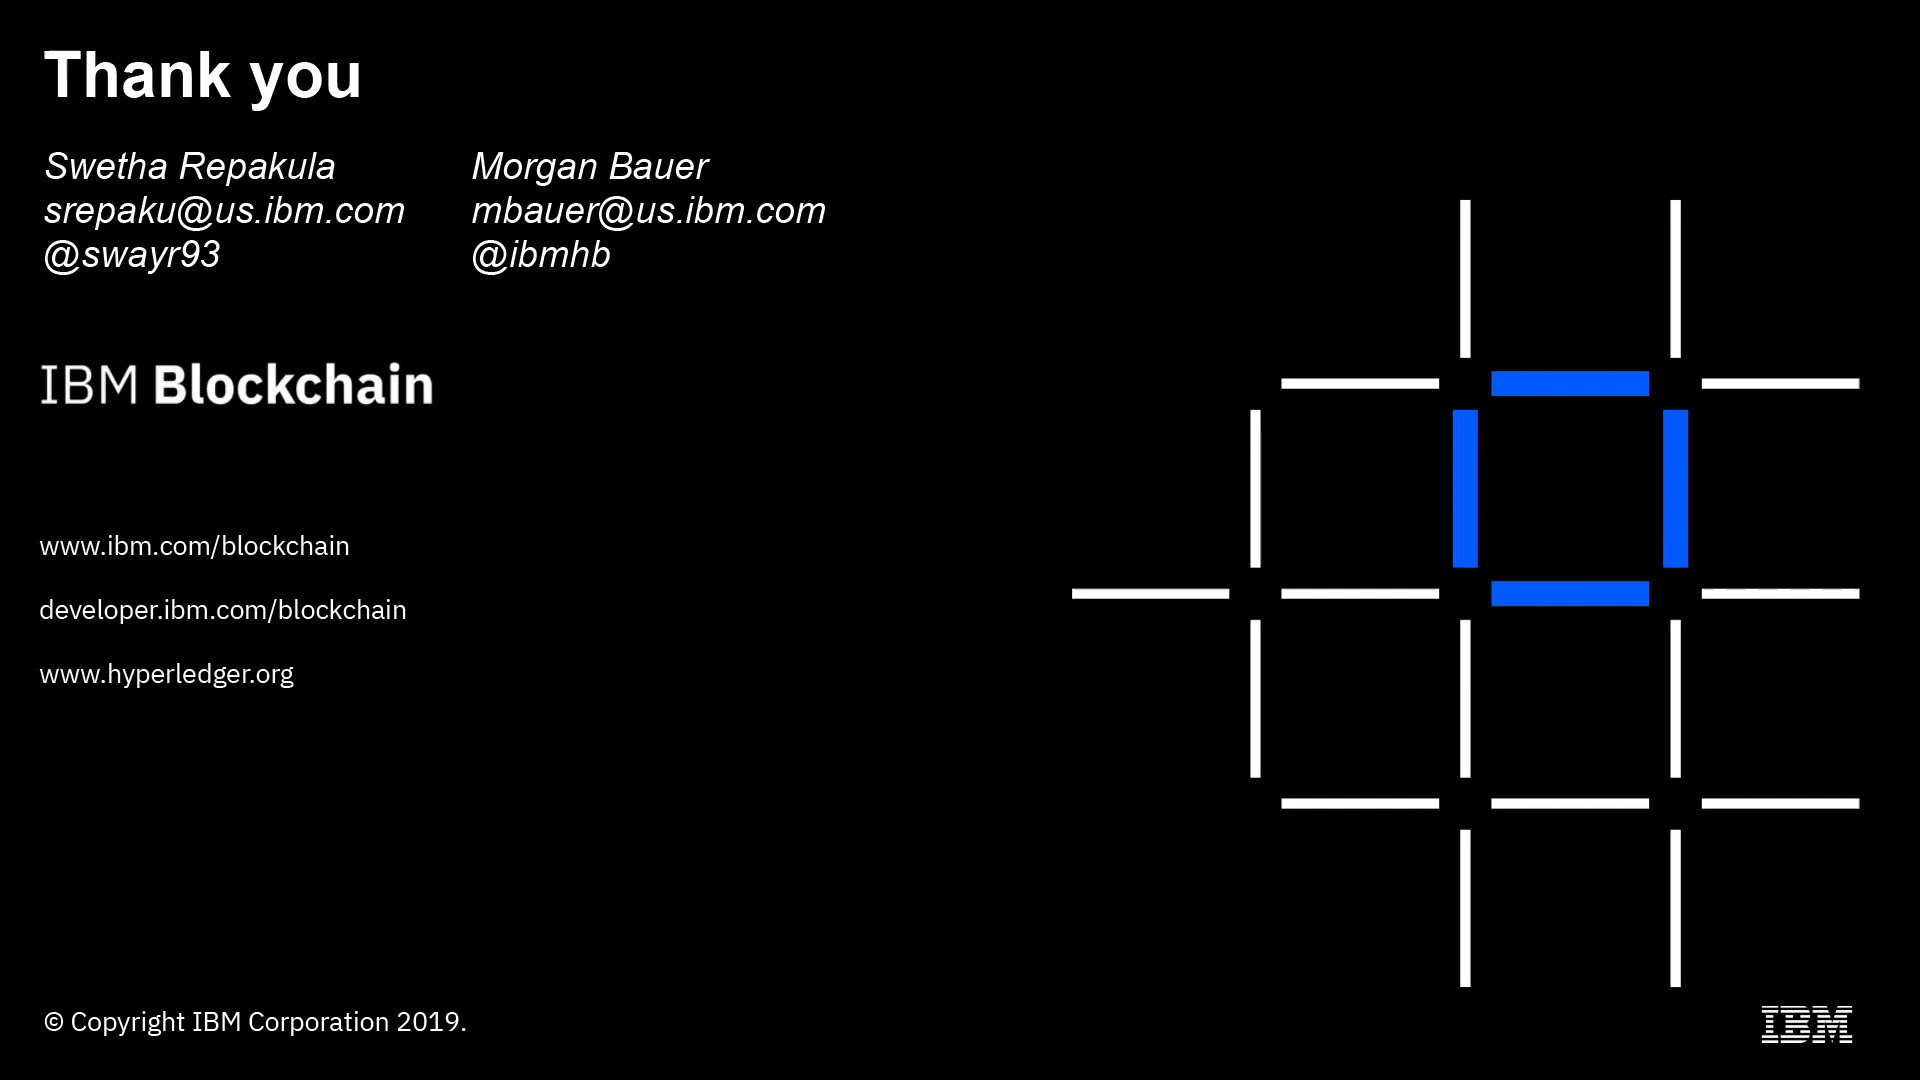 Thank you
Swetha Repakula
srepaku@us.ibm.com
@swayr93
Morgan Bauer
mbauer@us.ibm.com
@ibmhb
IBM Blockchain
www.ibm.com/blockchain
developer.ibm.com/blockchain
www.hyperledger.org
© Copyright IBM Corporation 2019.
IBM